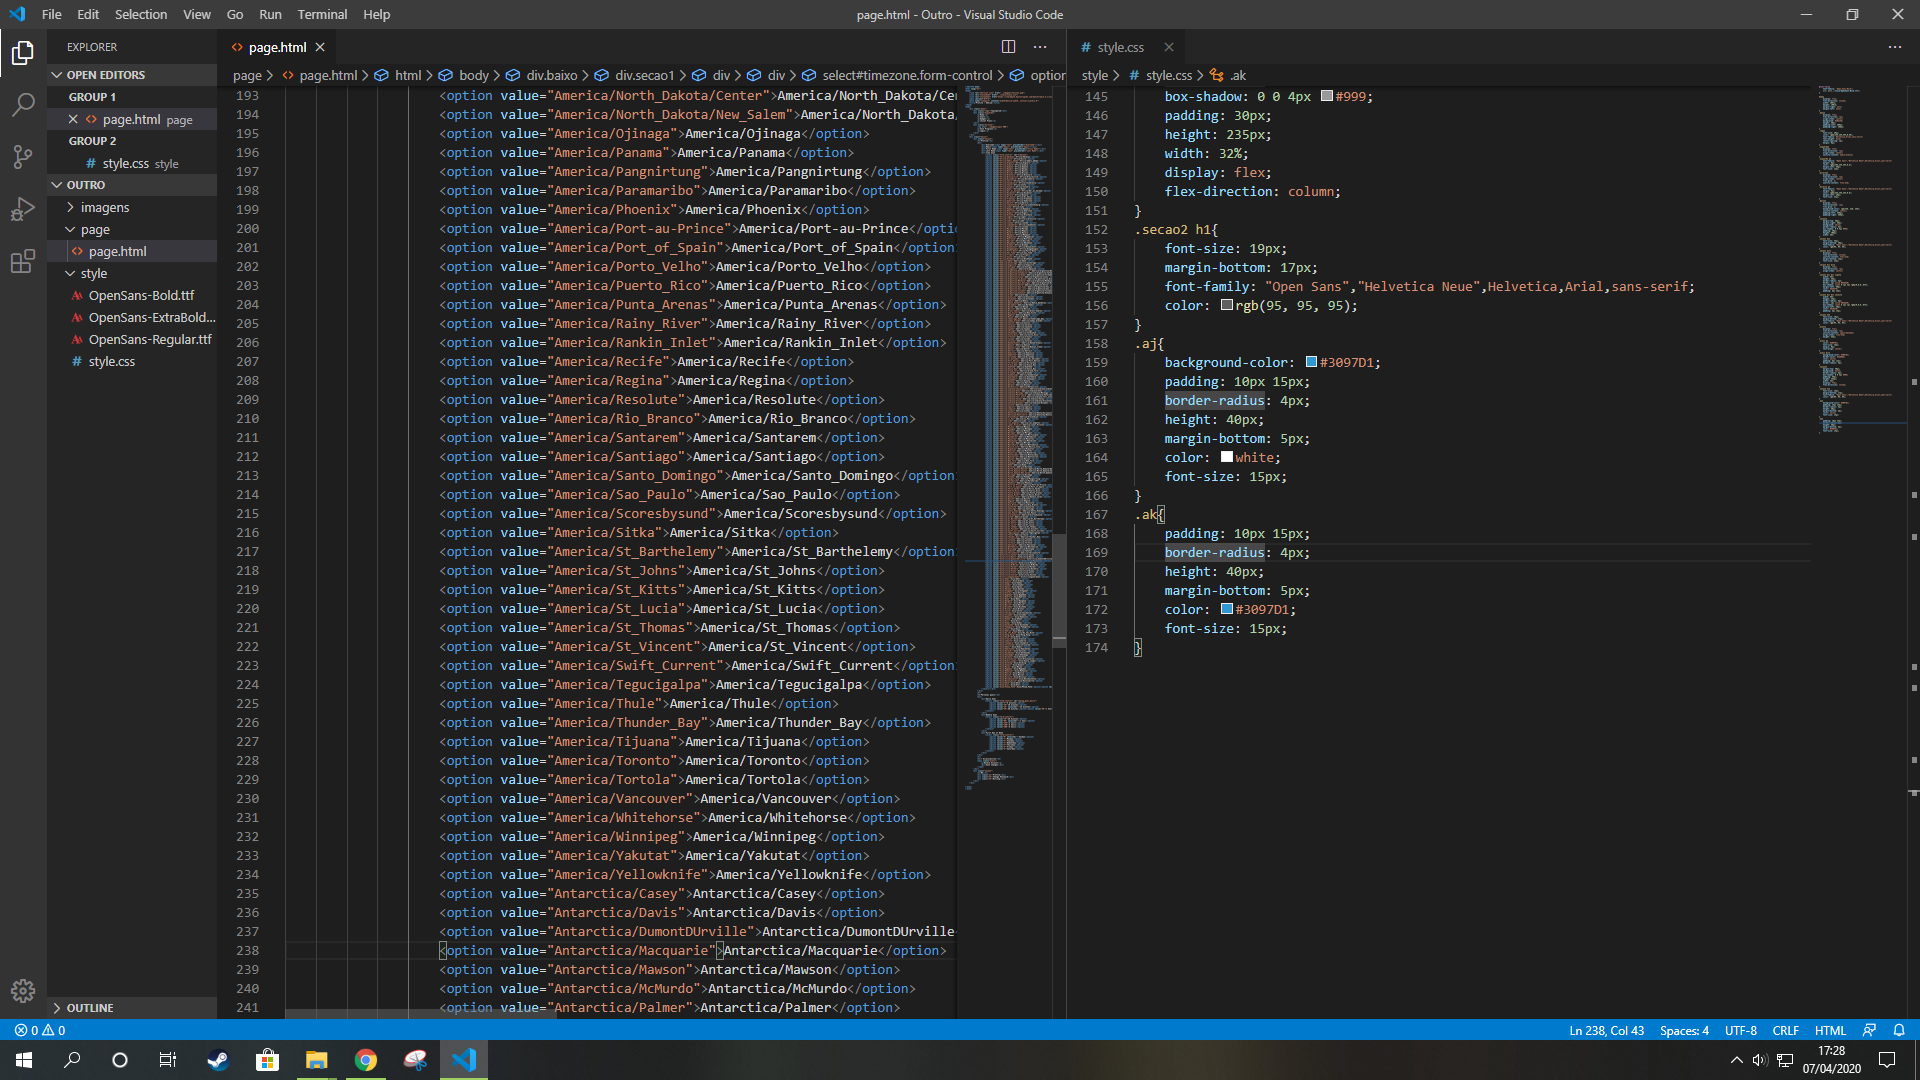 File Edit Selection View Go Run Terminal Help
page.html - Outro - Visual Studio Code
EXPLORER
OPEN EDITORS
GROUP 1
page.html page
GROUP 2
# style.css style
OUTRO
imagens
page
page.html
style
OpenSans-Bold.ttf
OpenSans-ExtraBold...
OpenSans-Regular.ttf
# style.css
OUTLINE
page.html
page > page.html > html > body > div.baixo > div.secao1 > div > div > select#timezone.form-control > option
193 <option value="America/North_Dakota/Center">America/North_Dakota/Ce
194 <option value="America/North_Dakota/New_Salem">America/North_Dakota/
195 <option value="America/Ojinaga">America/Ojinaga</option>
196 <option value="America/Panama">America/Panama</option>
197 <option value="America/Pangnirtung">America/Pangnirtung</option>
198 <option value="America/Paramaribo">America/Paramaribo</option>
199 <option value="America/Phoenix">America/Phoenix</option>
200 <option value="America/Port-au-Prince">America/Port-au-Prince</optio
201 <option value="America/Port_of_Spain">America/Port_of_Spain</option
202 <option value="America/Porto_Velho">America/Porto_Velho</option>
203 <option value="America/Puerto_Rico">America/Puerto_Rico</option>
204 <option value="America/Punta_Arenas">America/Punta_Arenas</option>
205 <option value="America/Rainy_River">America/Rainy_River</option>
206 <option value="America/Rankin_Inlet">America/Rankin_Inlet</option>
207 <option value="America/Recife">America/Recife</option>
208 <option value="America/Regina">America/Regina</option>
209 <option value="America/Resolute">America/Resolute</option>
210 <option value="America/Rio_Branco">America/Rio_Branco</option>
211 <option value="America/Santarem">America/Santarem</option>
212 <option value="America/Santiago">America/Santiago</option>
213 <option value="America/Santo_Domingo">America/Santo_Domingo</option
214 <option value="America/Sao_Paulo">America/Sao_Paulo</option>
215 <option value="America/Scoresbysund">America/Scoresbysund</option>
216 <option value="America/Sitka">America/Sitka</option>
217 <option value="America/St_Barthelemy">America/St_Barthelemy</option
218 <option value="America/St_Johns">America/St_Johns</option>
219 <option value="America/St_Kitts">America/St_Kitts</option>
220 <option value="America/St_Lucia">America/St_Lucia</option>
221 <option value="America/St_Thomas">America/St_Thomas</option>
222 <option value="America/St_Vincent">America/St_Vincent</option>
223 <option value="America/Swift_Current">America/Swift_Current</option
224 <option value="America/Tegucigalpa">America/Tegucigalpa</option>
225 <option value="America/Thule">America/Thule</option>
226 <option value="America/Thunder_Bay">America/Thunder_Bay</option>
227 <option value="America/Tijuana">America/Tijuana</option>
228 <option value="America/Toronto">America/Toronto</option>
229 <option value="America/Tortola">America/Tortola</option>
230 <option value="America/Vancouver">America/Vancouver</option>
231 <option value="America/Whitehorse">America/Whitehorse</option>
232 <option value="America/Winnipeg">America/Winnipeg</option>
233 <option value="America/Yakutat">America/Yakutat</option>
234 <option value="America/Yellowknife">America/Yellowknife</option>
235 <option value="Antarctica/Casey">Antarctica/Casey</option>
236 <option value="Antarctica/Davis">Antarctica/Davis</option>
237 <option value="Antarctica/DumontDUrville">Antarctica/DumontDUrville
238 <option value="Antarctica/Macquarie">Antarctica/Macquarie</option>
239 <option value="Antarctica/Mawson">Antarctica/Mawson</option>
240 <option value="Antarctica/McMurdo">Antarctica/McMurdo</option>
241 <option value="Antarctica/Palmer">Antarctica/Palmer</option>
# style.css
style > # style.css > .ak
145 box-shadow: 0 0 4px #999;
146 padding: 30px;
147 height: 235px;
148 width: 32%;
149 display: flex;
150 flex-direction: column;
151 }
152 .secao2 h1{
153 font-size: 19px;
154 margin-bottom: 17px;
155 font-family: "Open Sans","Helvetica Neue",Helvetica,Arial,sans-serif;
156 color: rgb(95, 95, 95);
157 }
158 .aj{
159 background-color: #3097D1;
160 padding: 10px 15px;
161 border-radius: 4px;
162 height: 40px;
163 margin-bottom: 5px;
164 color: white;
165 font-size: 15px;
166 }
167 .ak{
168 padding: 10px 15px;
169 border-radius: 4px;
170 height: 40px;
171 margin-bottom: 5px;
172 color: #3097D1;
173 font-size: 15px;
174 }
0 0
Ln 238, Col 43 Spaces: 4 UTF-8 CRLF HTML
17:28
07/04/2020